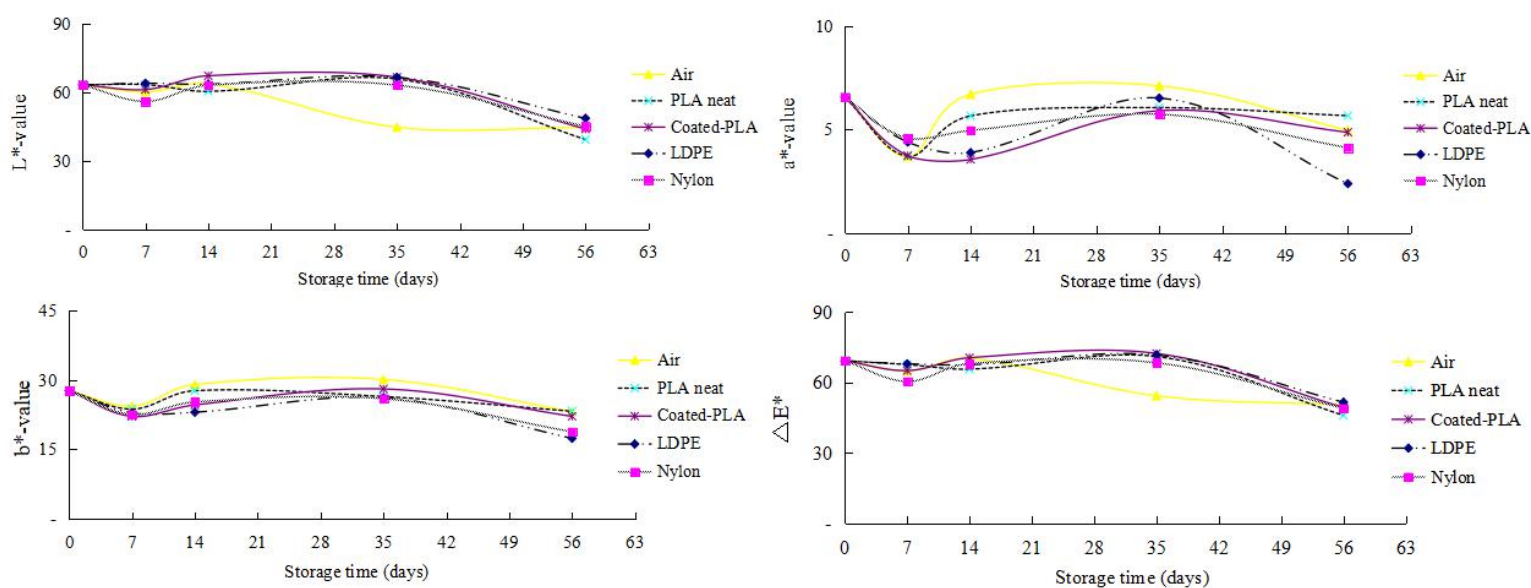 90
60
30
-
L*-value
0 7 14 21 28 35 42 49 56 63
Storage time (days)
Air
PLA neat
Coated-PLA
LDPE
Nylon
10
5
-
a*-value
0 7 14 21 28 35 42 49 56 63
Storage time (days)
Air
PLA neat
Coated-PLA
LDPE
Nylon
45
30
15
-
b*-value
0 7 14 21 28 35 42 49 56 63
Storage time (days)
Air
PLA neat
Coated-PLA
LDPE
Nylon
90
60
30
-
△E*
0 7 14 21 28 35 42 49 56 63
Storage time (days)
Air
PLA neat
Coated-PLA
LDPE
Nylon